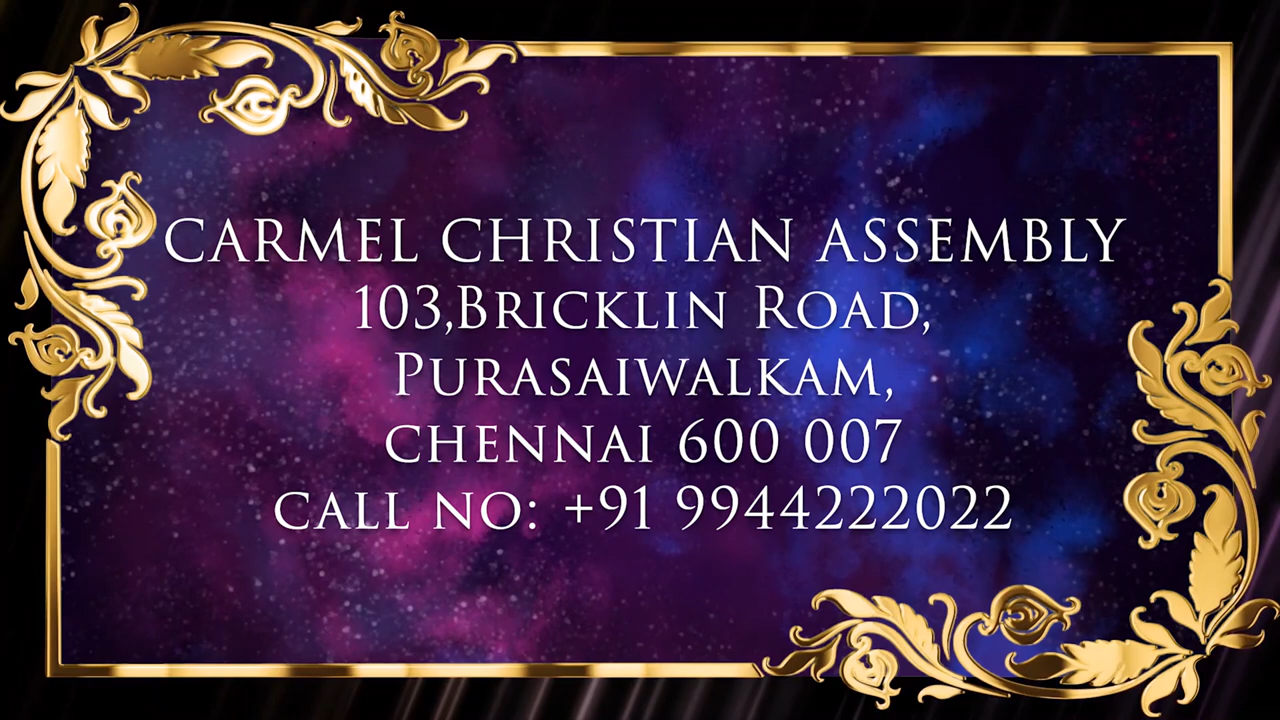 CARMEL CHRISTIAN ASSEMBLY
103,Bricklin Road,
Purasaiwalkam,
chennai 600 007
call no: +91 9944222022